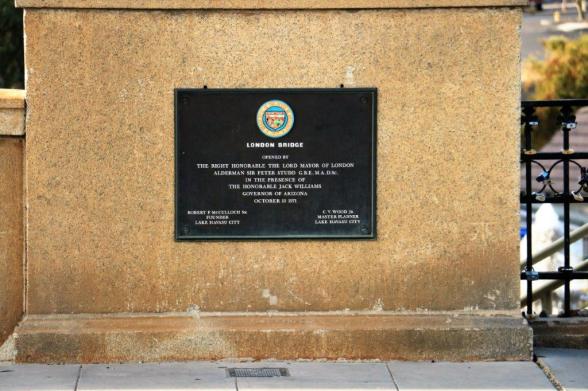 LONDON BRIDGE
OPENED BY
THE RIGHT HONORABLE THE LORD MAYOR OF LONDON
ALDERMAN SIR PETER STUDD G.B.E. M.A. D.Sc.
IN THE PRESENCE OF
THE HONORABLE JACK WILLIAMS
GOVERNOR OF ARIZONA
OCTOBER 10 1971
ROBERT P McCULLOCH Sr.
FOUNDER
LAKE HAVASU CITY
C V WOOD Jr.
MASTER PLANNER
LAKE HAVASU CITY